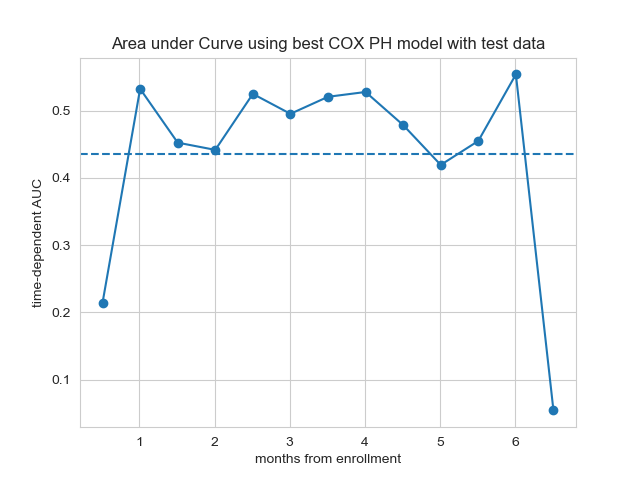 Area under Curve using best COX PH model with test data
time-dependent AUC
0.5
0.4
0.3
0.2
0.1
1 2 3 4 5 6
months from enrollment